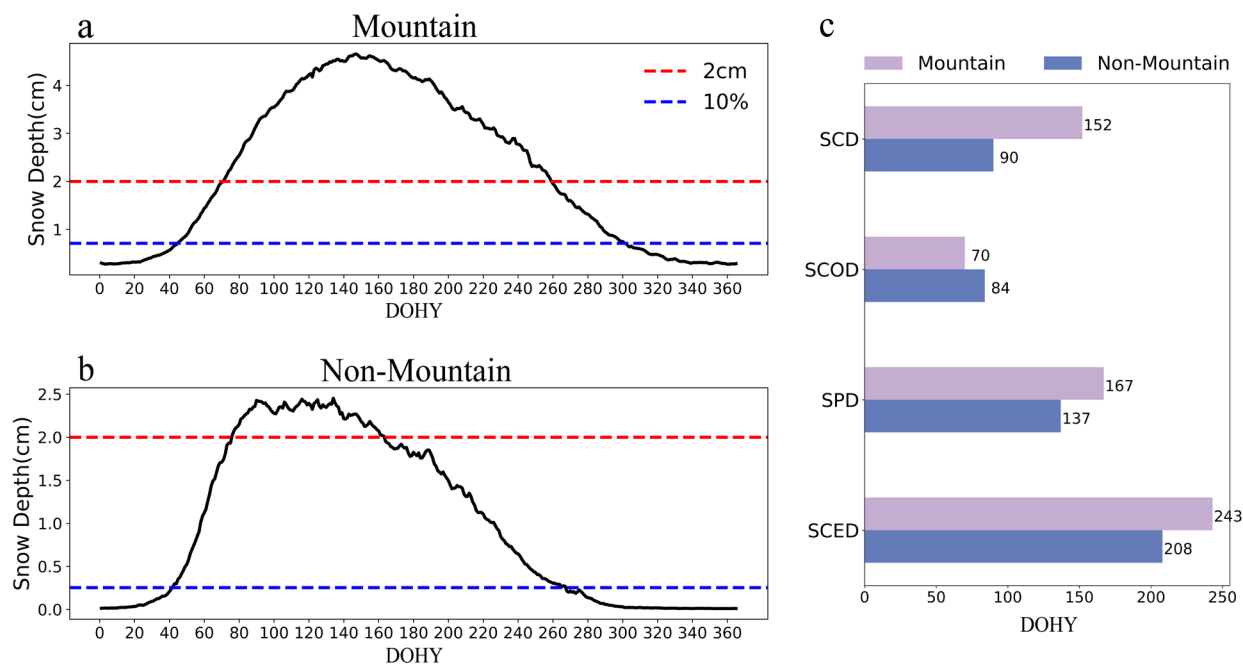 a
Mountain
Snow Depth(cm)
4
3
2
1
2cm
10%
0 20 40 60 80 100 120 140 160 180 200 220 240 260 280 300 320 340 360
DOHY
b
Non-Mountain
Snow Depth(cm)
2.5
2.0
1.5
1.0
0.5
0.0
0 20 40 60 80 100 120 140 160 180 200 220 240 260 280 300 320 340 360
DOHY
c
Mountain Non-Mountain
SCD
152
90
SCOD
70
84
SPD
167
137
SCED
243
208
0 50 100 150 200 250
DOHY